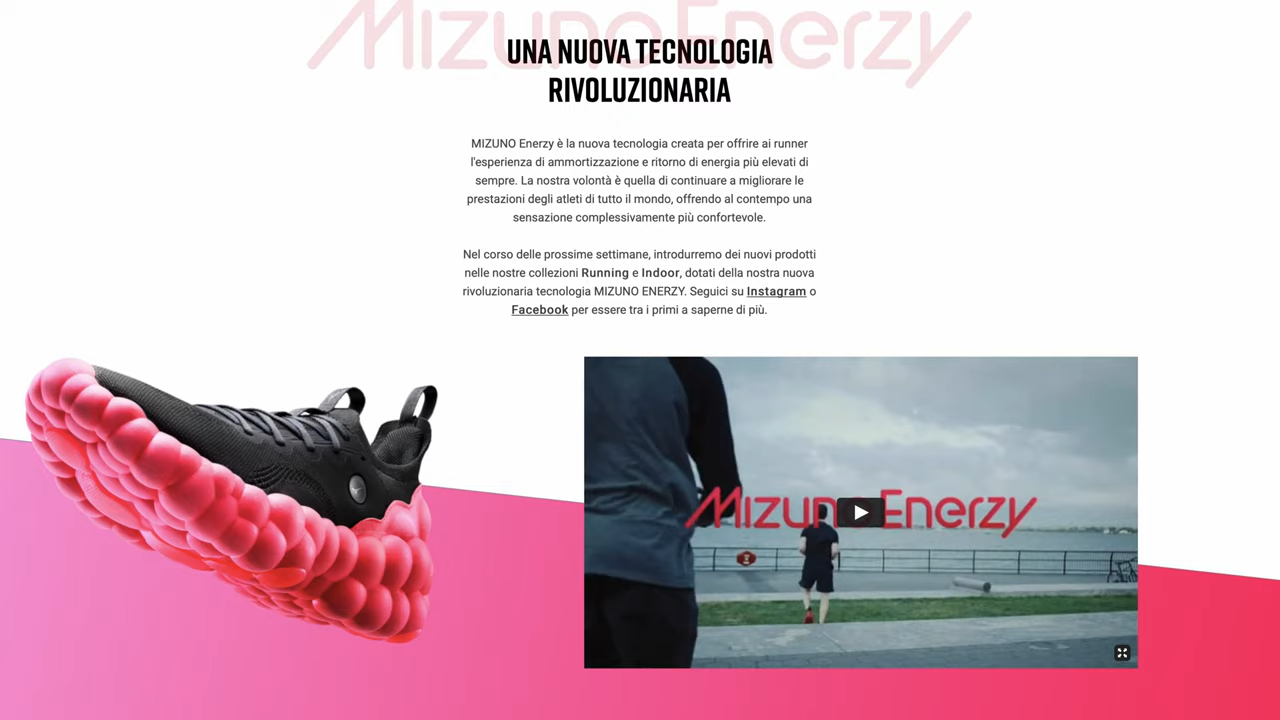 Mizuno Enerzy
UNA NUOVA TECNOLOGIA
RIVOLUZIONARIA
MIZUNO Enerzy è la nuova tecnologia creata per offrire ai runner
l'esperienza di ammortizzazione e ritorno di energia più elevati di
sempre. La nostra volontà è quella di continuare a migliorare le
prestazioni degli atleti di tutto il mondo, offrendo al contempo una
sensazione complessivamente più confortevole.
Nel corso delle prossime settimane, introdurremo dei nuovi prodotti
nelle nostre collezioni Running e Indoor, dotati della nostra nuova
rivoluzionaria tecnologia MIZUNO ENERZY. Seguici su Instagram o
Facebook per essere tra i primi a saperne di più.
Mizuno Enerzy